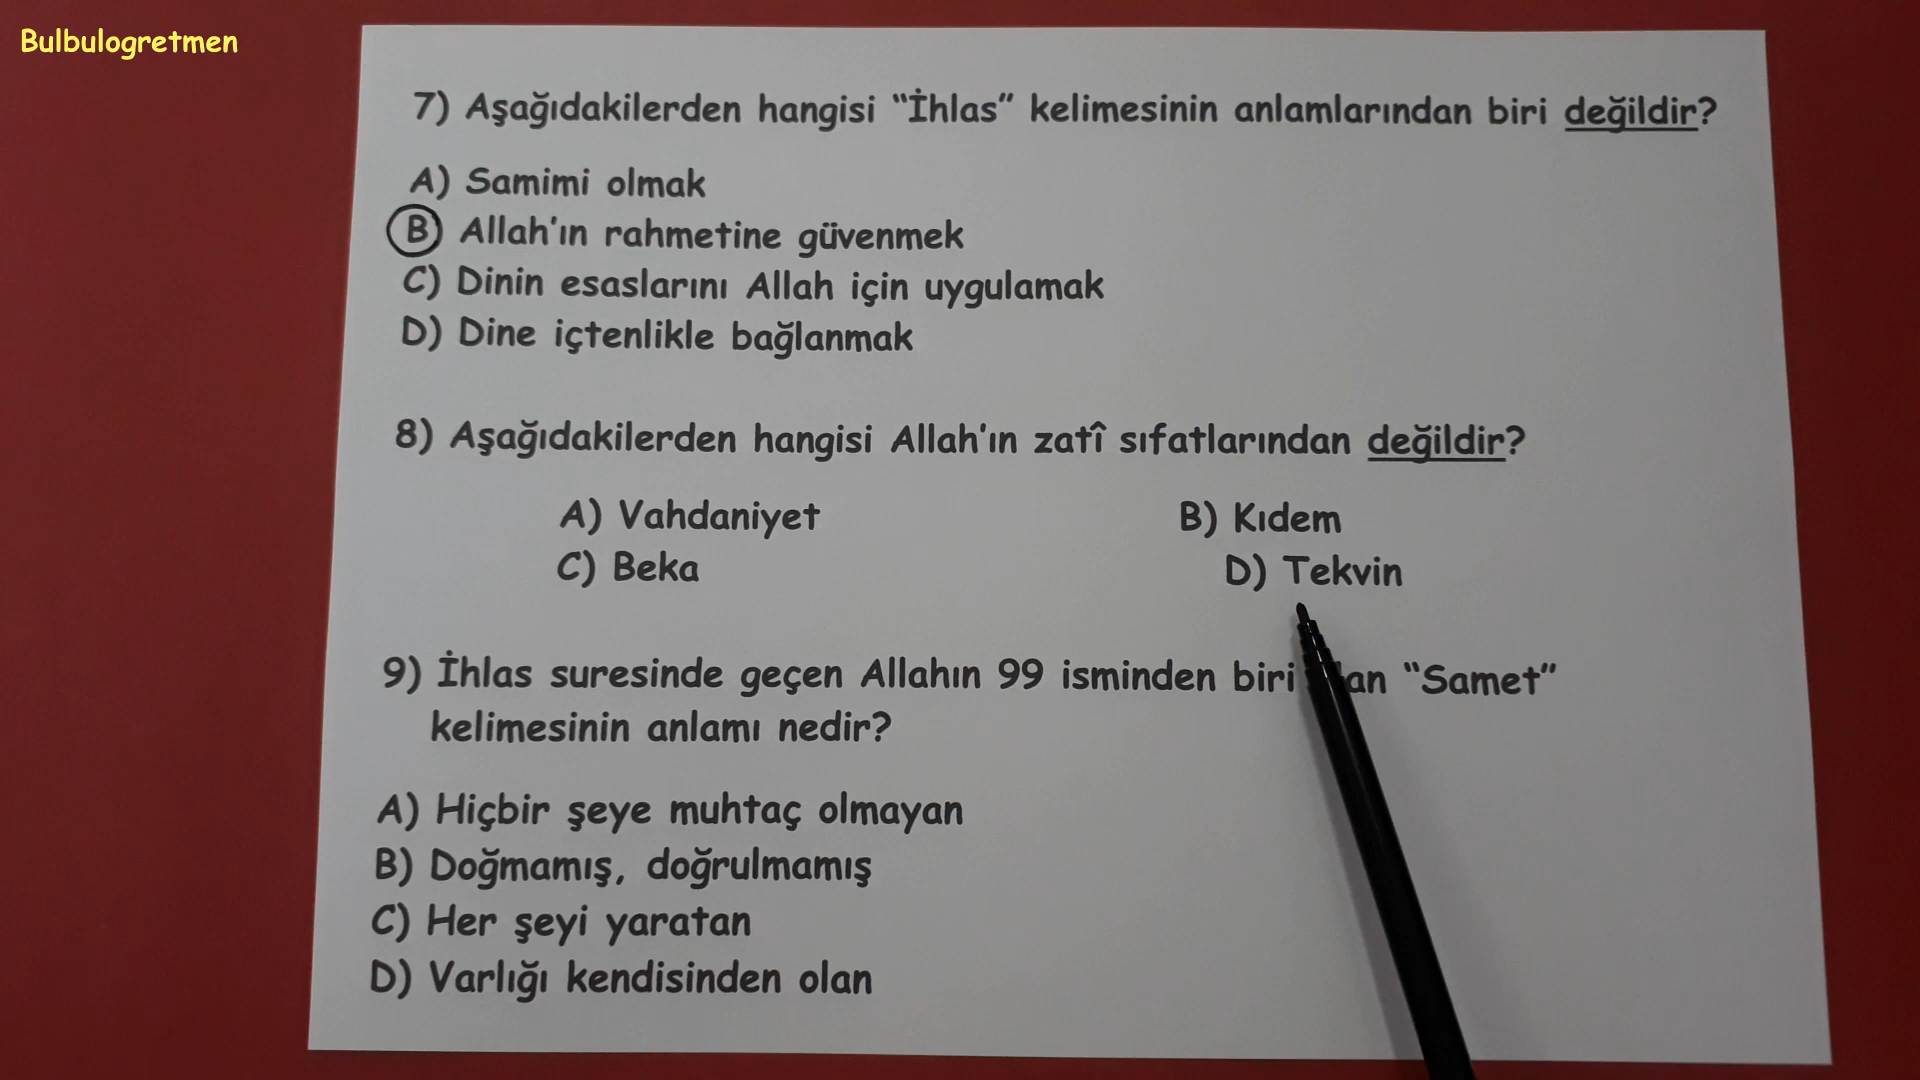 Bulbulogretmen
7) Aşağıdakilerden hangisi “İhlas” kelimesinin anlamlarından biri değildir?
A) Samimi olmak
B) Allah'ın rahmetine güvenmek
C) Dinin esaslarını Allah için uygulamak
D) Dine içtenlikle bağlanmak
8) Aşağıdakilerden hangisi Allah'ın zatî sıfatlarından değildir?
A) Vahdaniyet B) Kıdem
C) Beka D) Tekvin
9) İhlas suresinde geçen Allahın 99 isminden biri “Samet”
kelimesinin anlamı nedir?
A) Hiçbir şeye muhtaç olmayan
B) Doğmamış, doğrulmamış
C) Her şeyi yaratan
D) Varlığı kendisinden olan